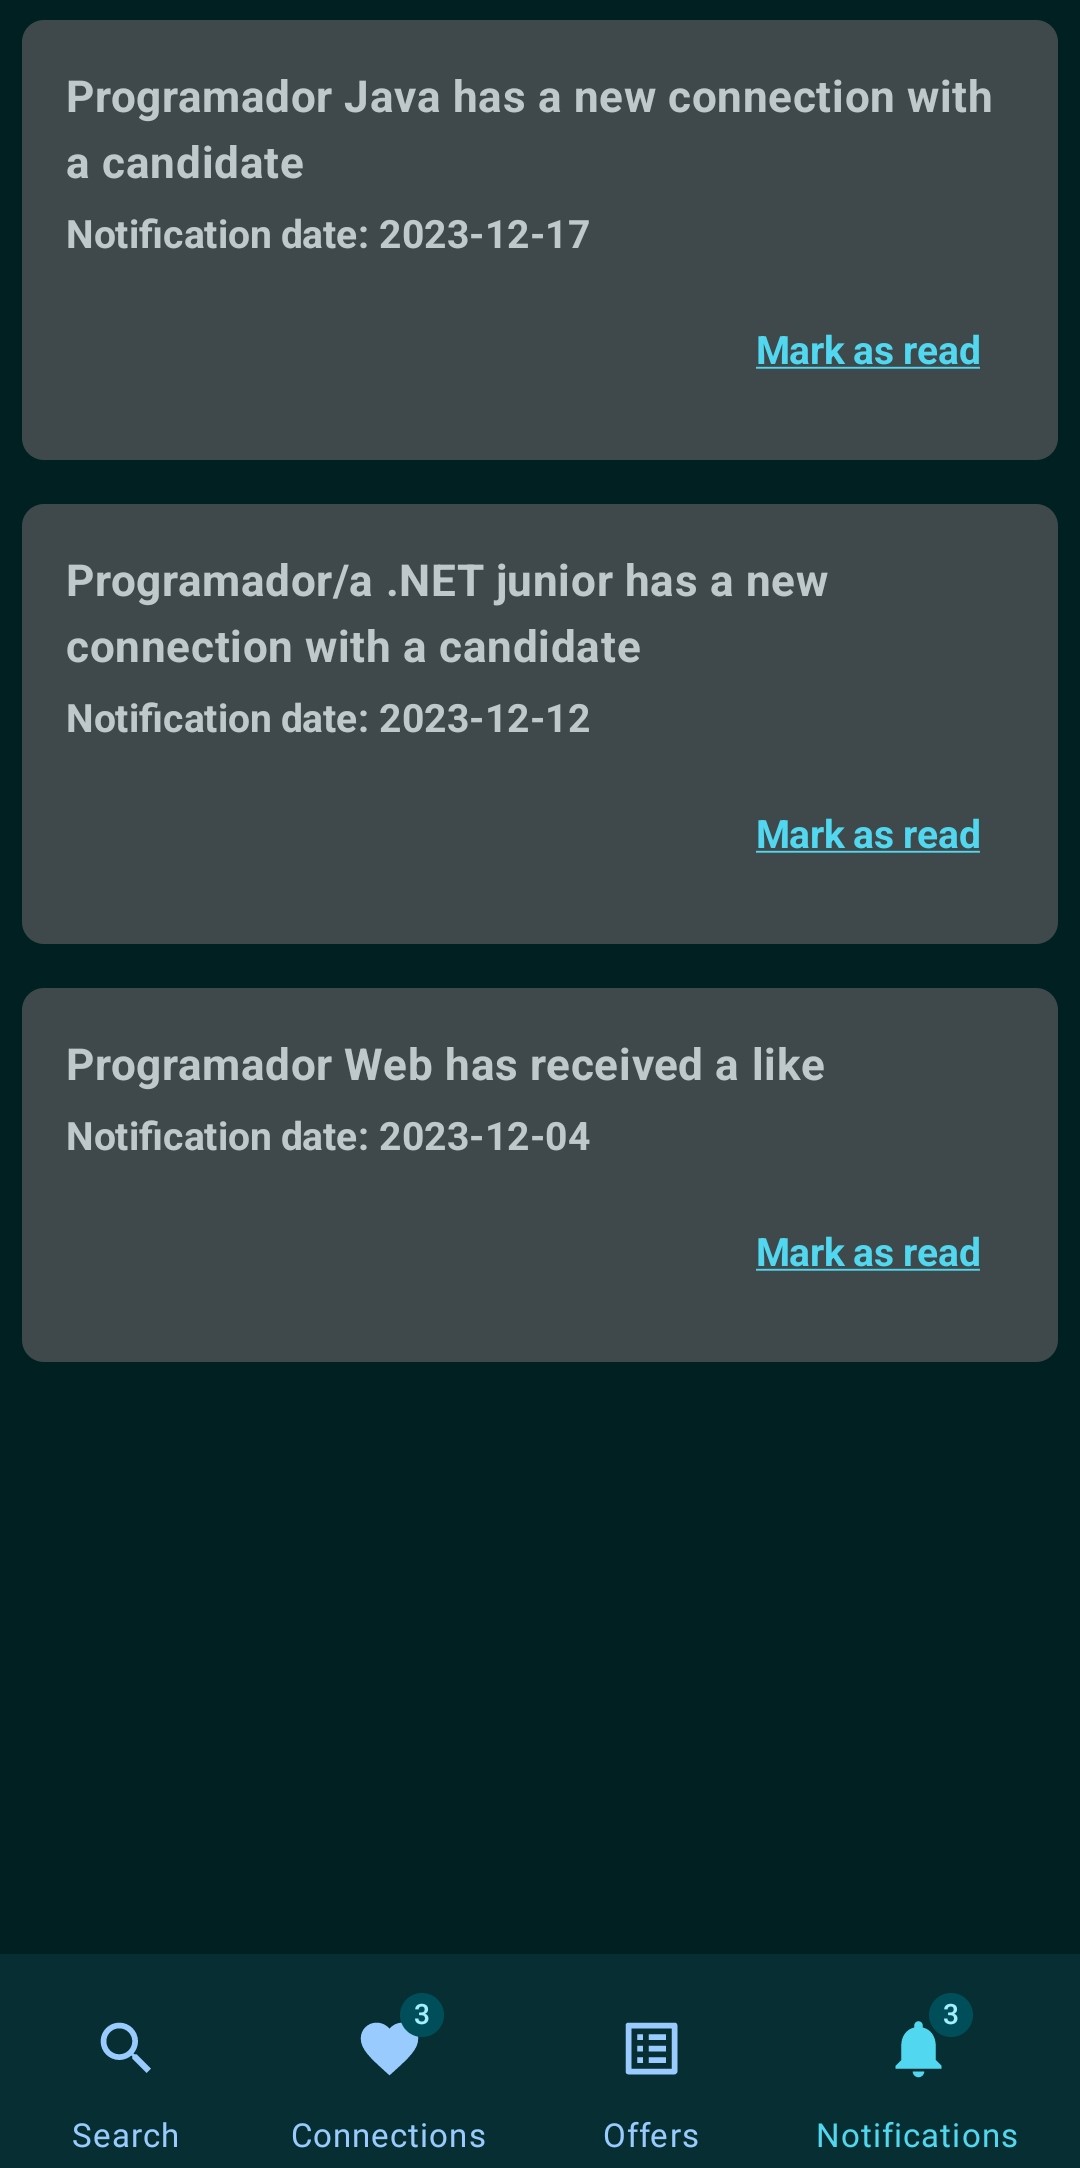 Programador Java has a new connection with
a candidate
Notification date: 2023-12-17
Mark as read
Programador/a .NET junior has a new
connection with a candidate
Notification date: 2023-12-12
Mark as read
Programador Web has received a like
Notification date: 2023-12-04
Mark as read
3
3
Search
Connections
Offers
Notifications